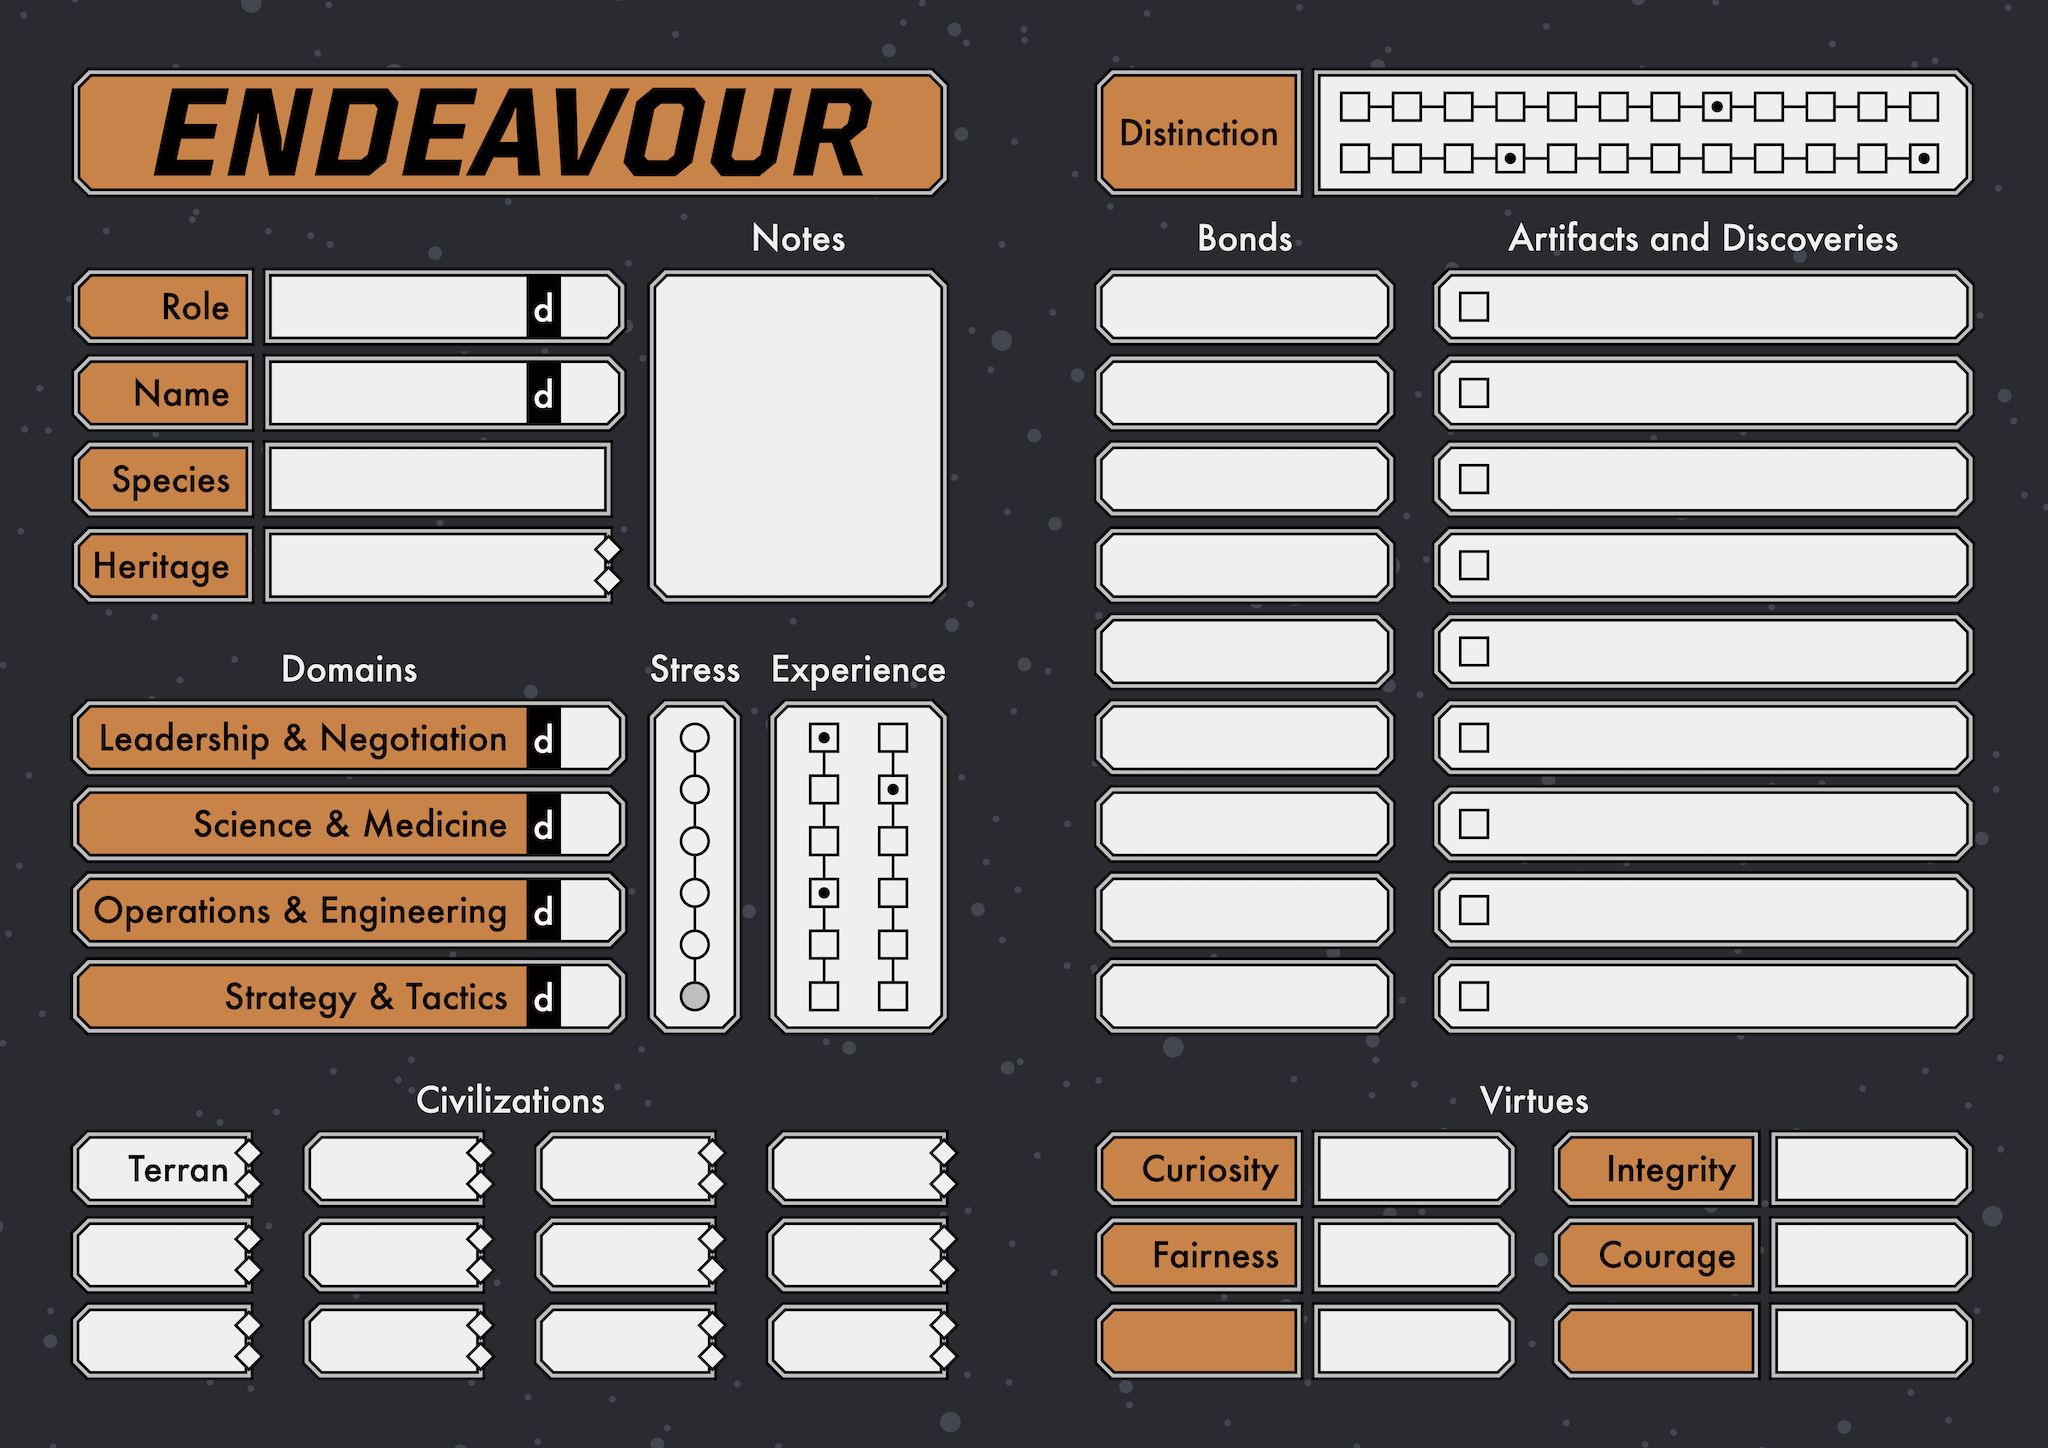 ENDEAVOUR
Notes
Role d
Name d
Species
Heritage
Domains
Leadership & Negotiation d
Science & Medicine d
Operations & Engineering d
Strategy & Tactics d
Stress
Experience
Civilizations
Terran
Distinction
Bonds
Artifacts and Discoveries
Virtues
Curiosity
Integrity
Fairness
Courage